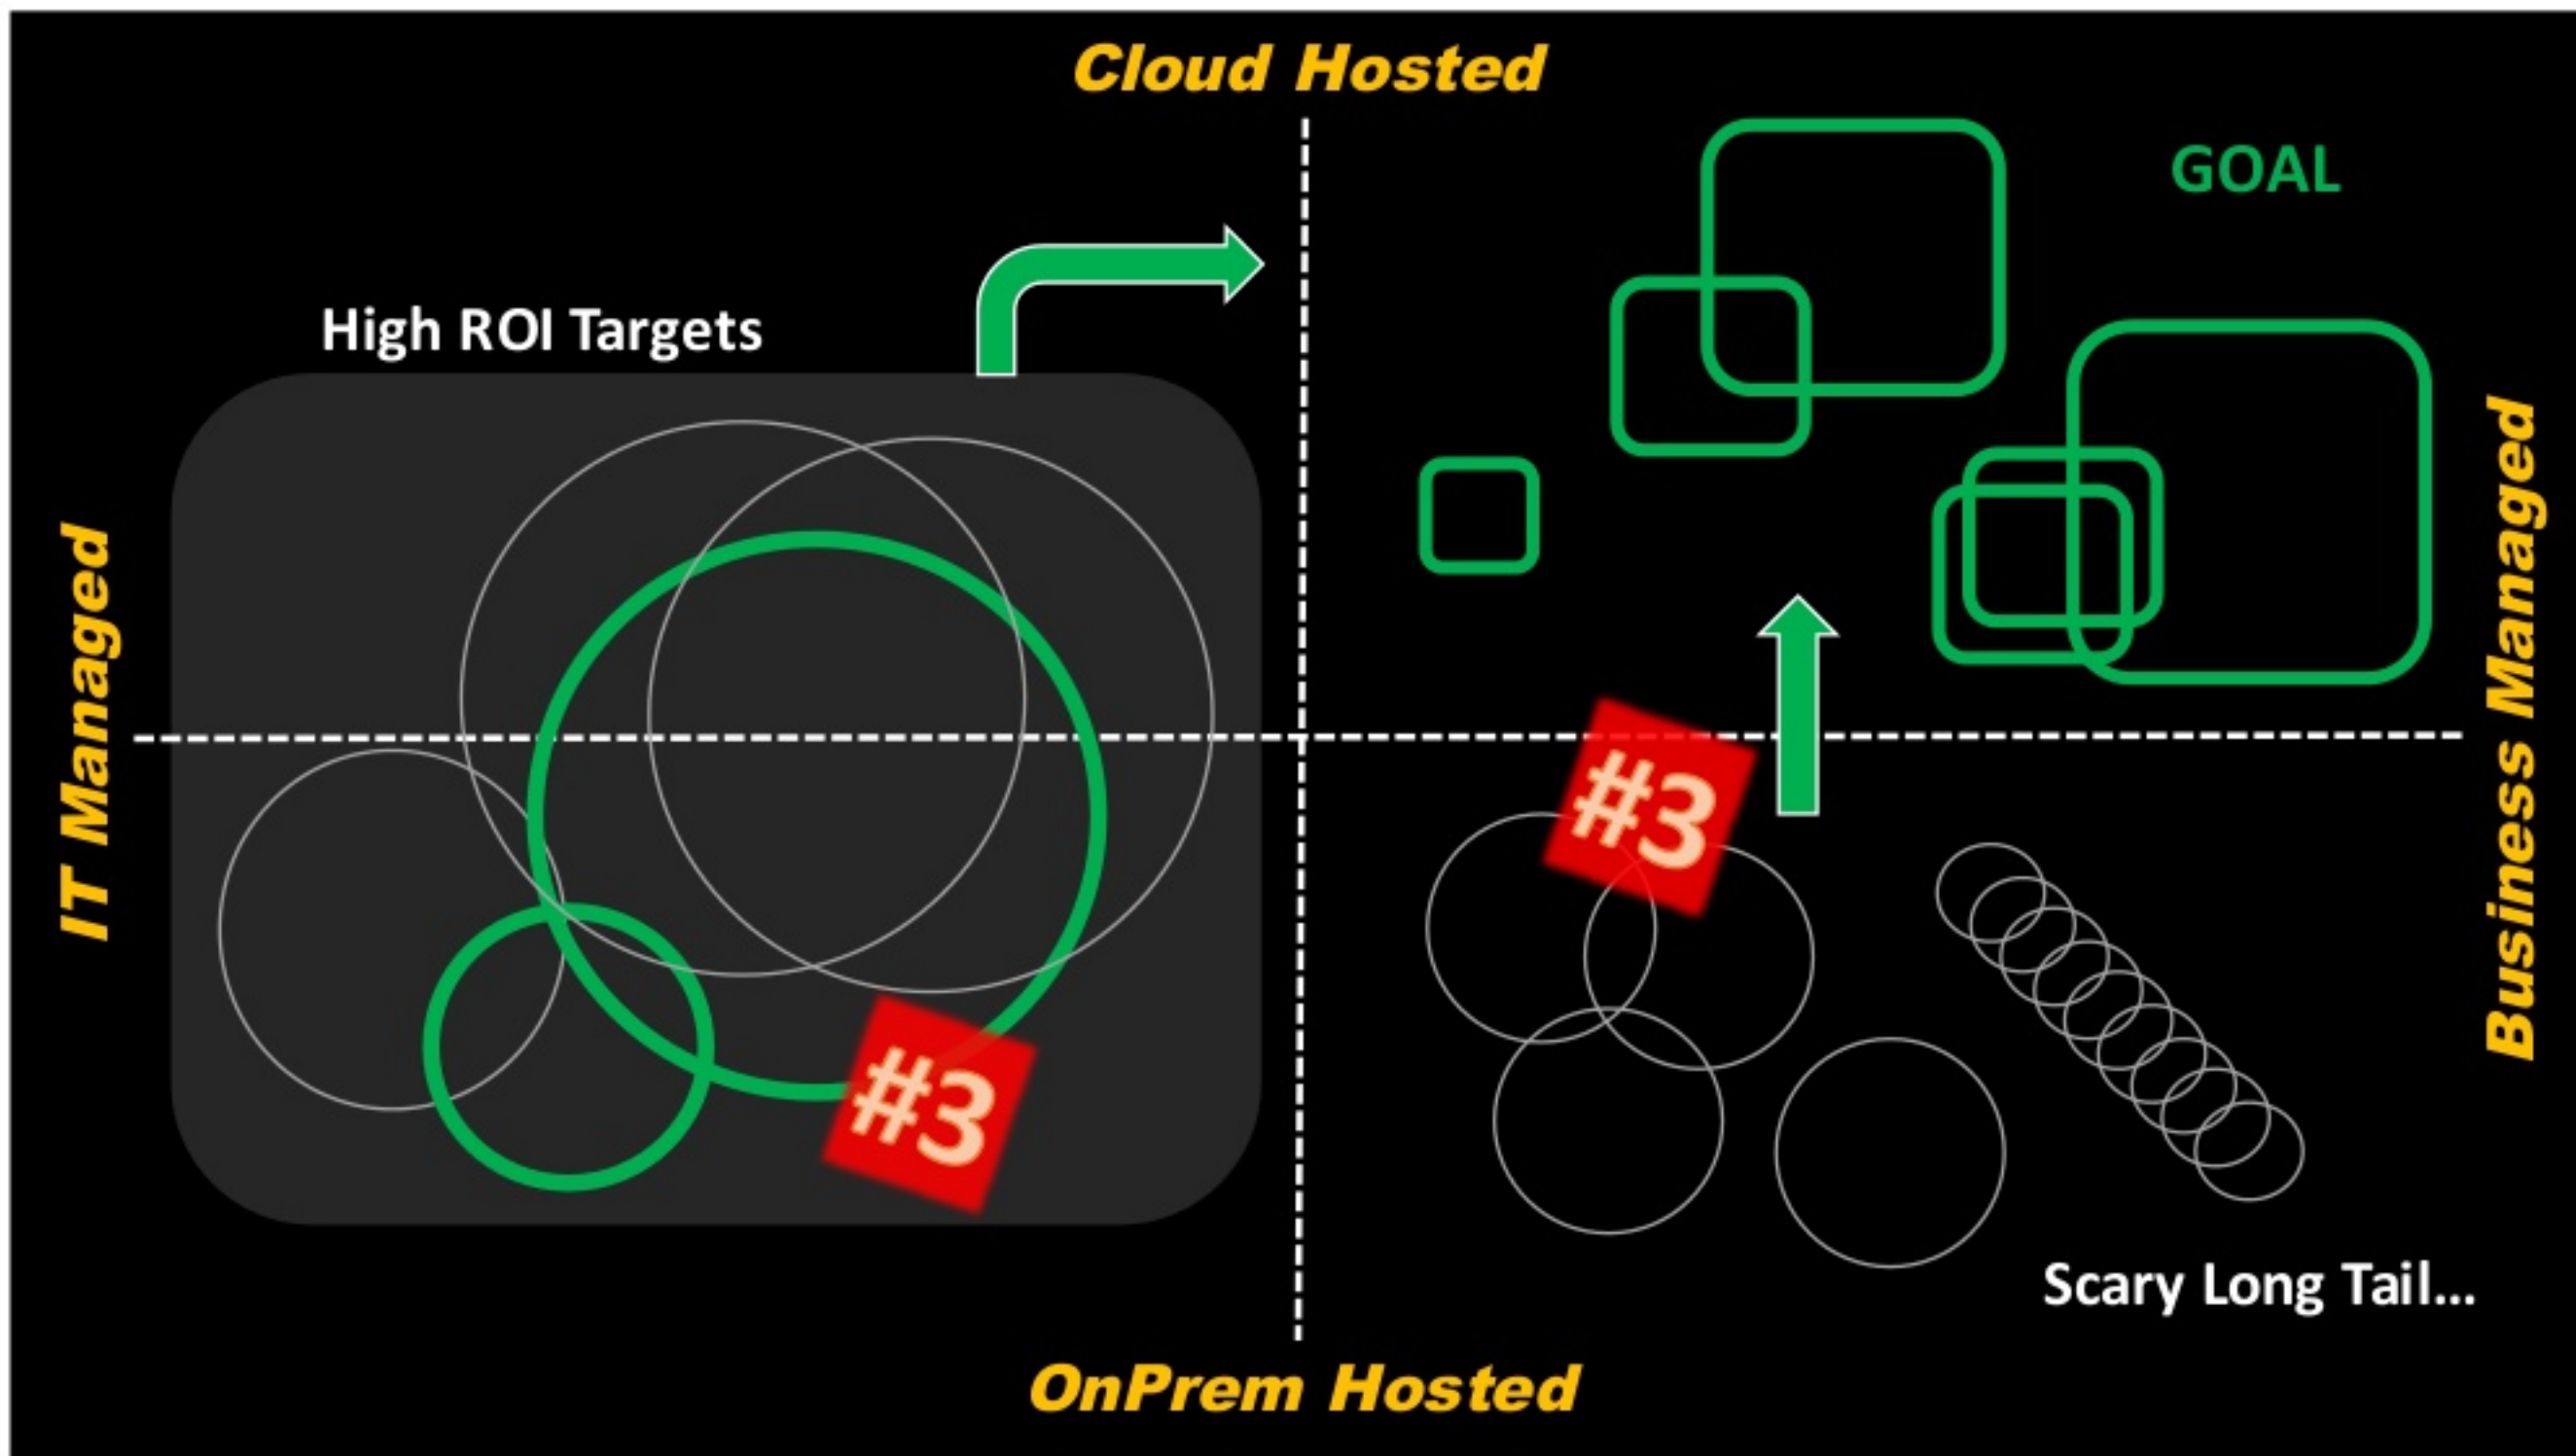 Cloud Hosted
GOAL
High ROI Targets
IT Managed
Business Managed
#3
#3
Scary Long Tail...
OnPrem Hosted